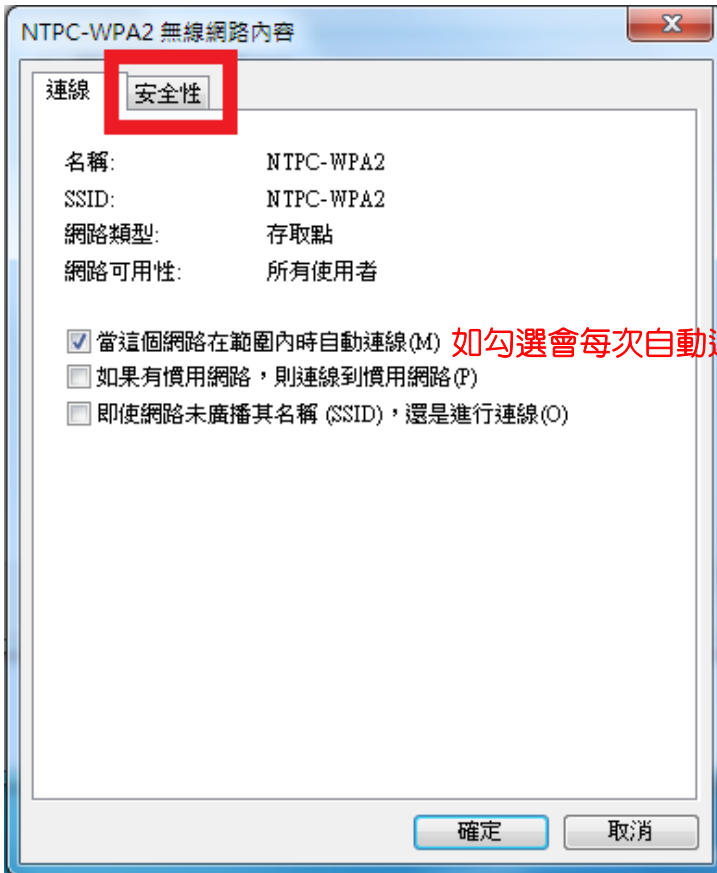 NTPC-WPA2 無線網路內容
連線 安全性
名稱: NTPC-WPA2
SSID: NTPC-WPA2
網路類型: 存取點
網路可用性: 所有使用者
當這個網路在範圍內時自動連線(M) 如勾選會每次自動
如果有慣用網路，則連線到慣用網路(P)
即使網路未廣播其名稱 (SSID)，還是進行連線(O)
確定 取消